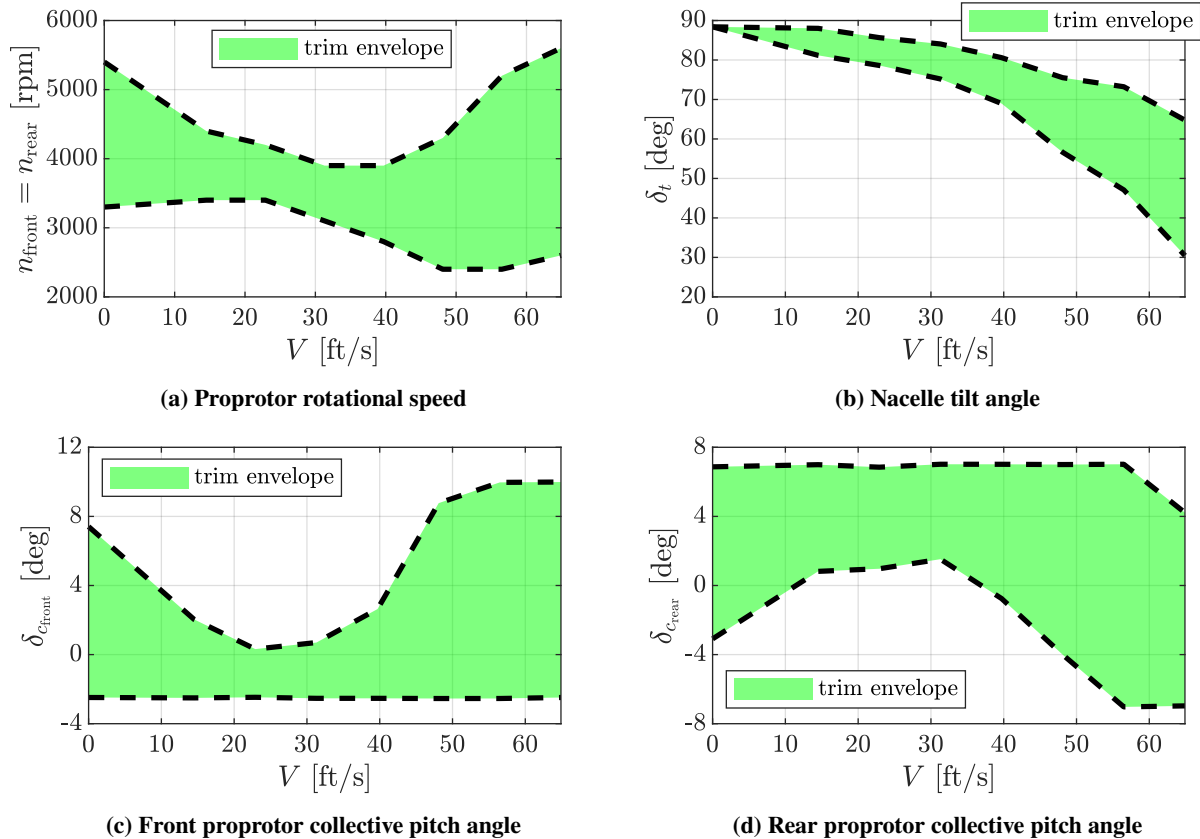 6000
5000
4000
3000
2000
n_front = n_rear [rpm]
trim envelope
0 10 20 30 40 50 60
V [ft/s]
(a) Proprotor rotational speed
90
80
70
60
50
40
30
20
δ_t [deg]
trim envelope
0 10 20 30 40 50 60
V [ft/s]
(b) Nacelle tilt angle
12
8
4
0
-4
δ_c_front [deg]
trim envelope
0 10 20 30 40 50 60
V [ft/s]
(c) Front proprotor collective pitch angle
8
4
0
-4
-8
δ_c_rear [deg]
trim envelope
0 10 20 30 40 50 60
V [ft/s]
(d) Rear proprotor collective pitch angle